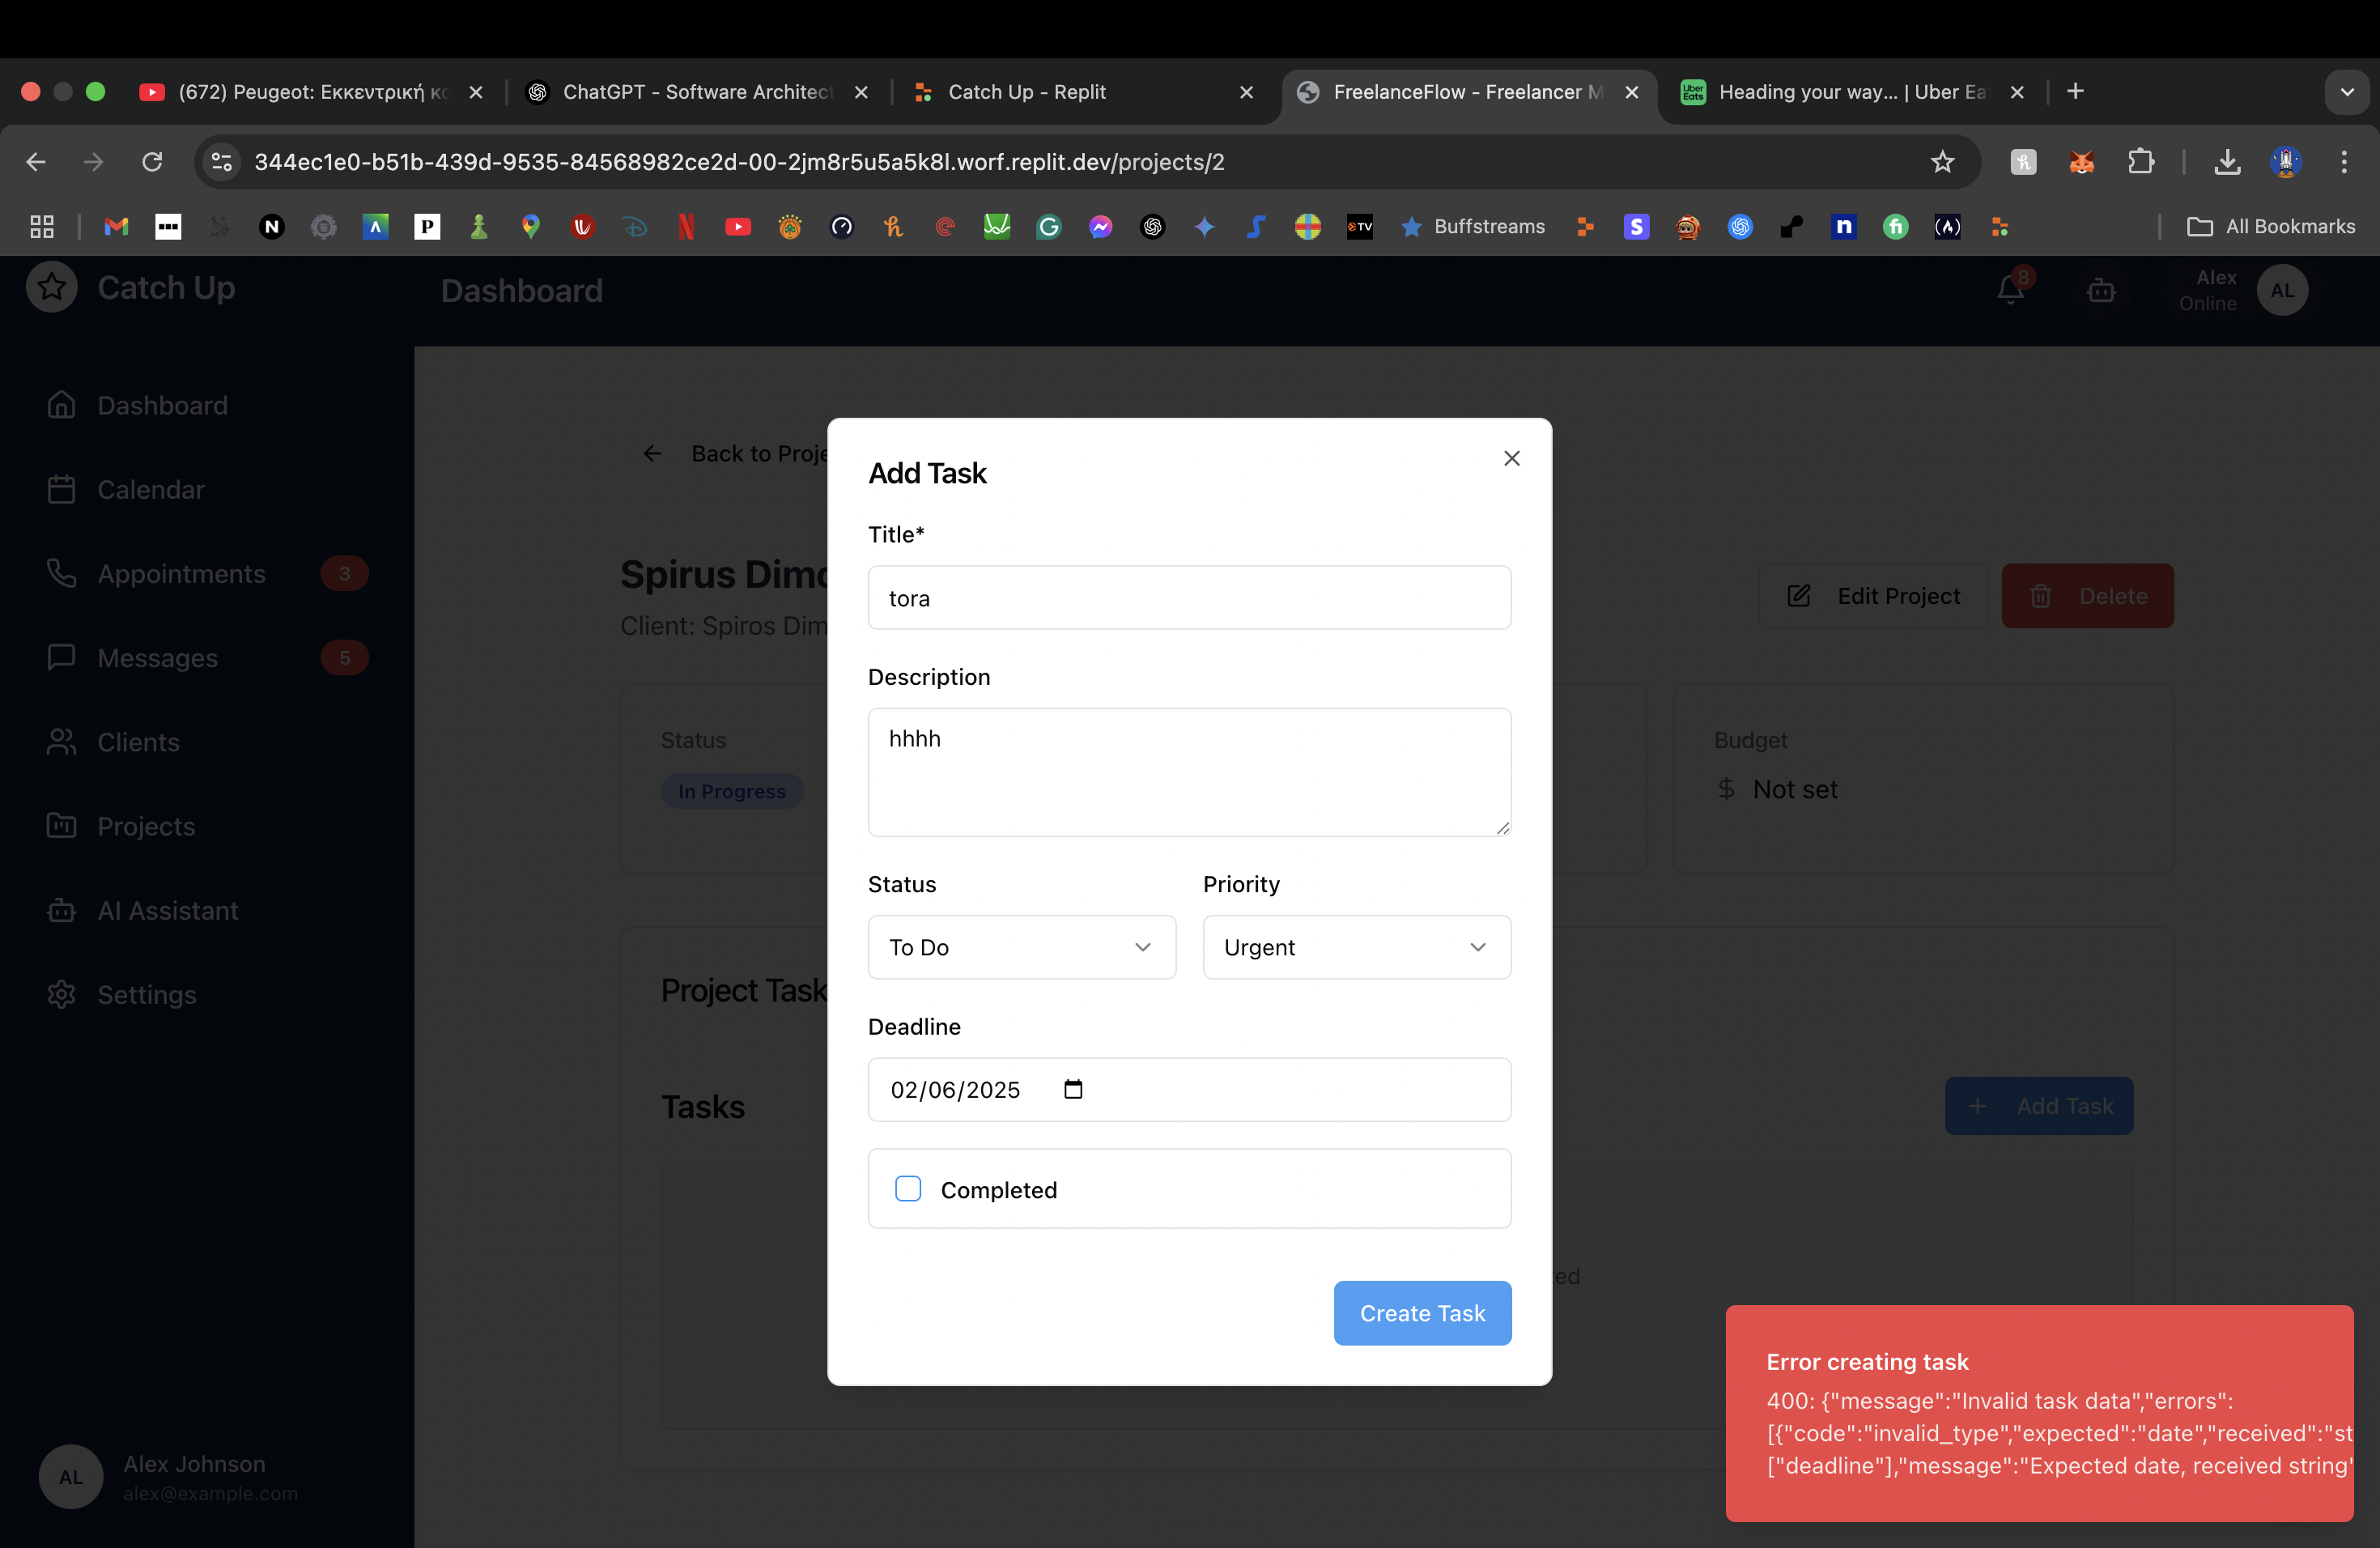 (672) Peugeot: Εκκεντρική κ
ChatGPT - Software Architect
Catch Up - Replit
FreelanceFlow - Freelancer M
Uber Eats
Heading your way... | Uber Ea
344ec1e0-b51b-439d-9535-84568982ce2d-00-2jm8r5u5a5k8l.worf.replit.dev/projects/2
Buffstreams
All Bookmarks
Catch Up
Dashboard
8
Alex
Online
AL
Dashboard
Calendar
Appointments
3
Messages
5
Clients
Projects
AI Assistant
Settings
AL
Alex Johnson
alex@example.com
Back to Proje
Spirus Dimo
Client: Spiros Dim
Edit Project
Delete
Status
In Progress
Budget
Not set
Project Task
Tasks
Add Task
ed
Add Task
Title*
tora
Description
hhhh
Status
Priority
To Do
Urgent
Deadline
02/06/2025
Completed
Create Task
Error creating task
400: {"message":"Invalid task data","errors":
[{"code":"invalid_type","expected":"date","received":"st
["deadline"],"message":"Expected date, received string"